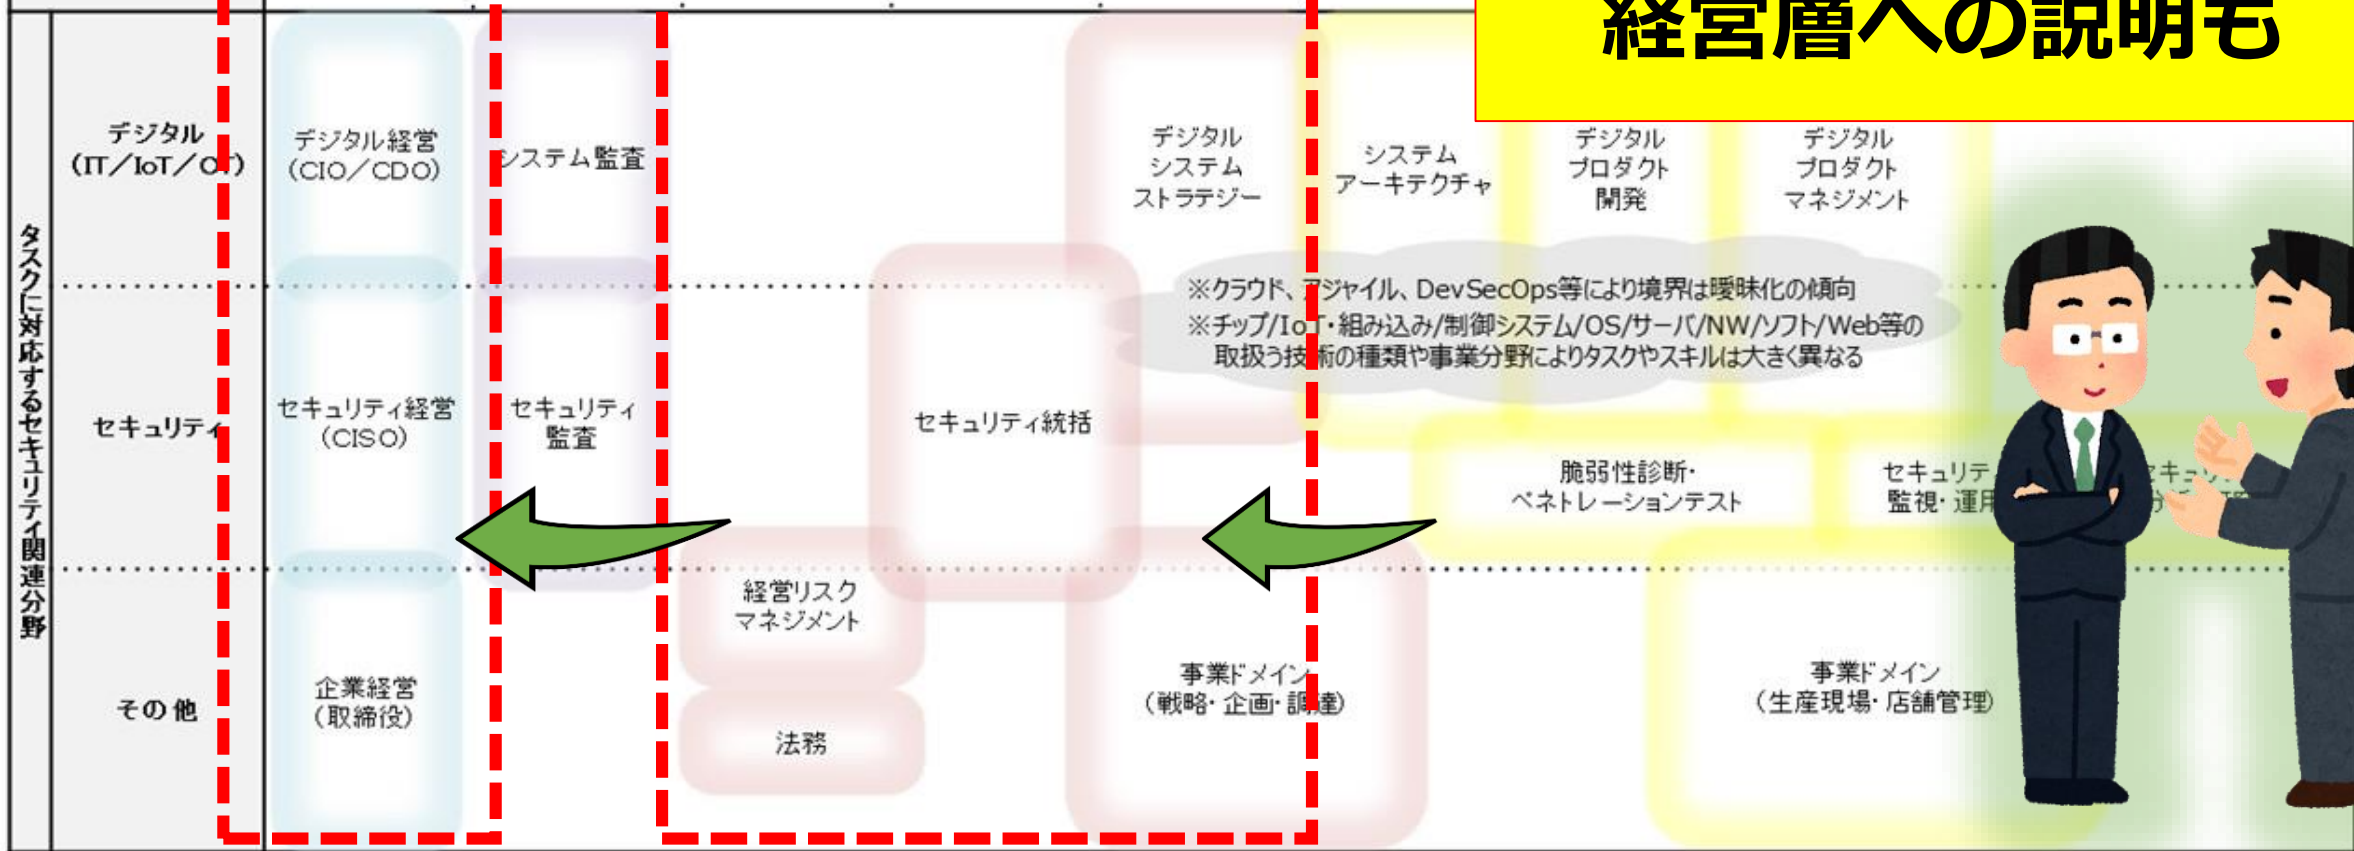 経営層への説明も
タスクに対応するセキュリティ関連分野
デジタル
(IT／IoT／OT)
デジタル経営
(CIO／CDO)
システム監査
デジタル
システム
ストラテジー
システム
アーキテクチャ
デジタル
プロダクト
開発
デジタル
プロダクト
マネジメント
※クラウド、アジャイル、DevSecOps等により境界は曖昧化の傾向
※チップ/IoT・組み込み/制御システム/OS/サーバ/NW/ソフト/Web等の
取扱う技術の種類や事業分野によりタスクやスキルは大きく異なる
セキュリティ
セキュリティ経営
(CISO)
セキュリティ
監査
セキュリティ統括
脆弱性診断・
ペネトレーションテスト
セキュリテ
監視・運用
その他
企業経営
(取締役)
経営リスク
マネジメント
法務
事業ドメイン
(戦略・企画・調達)
事業ドメイン
(生産現場・店舗管理)